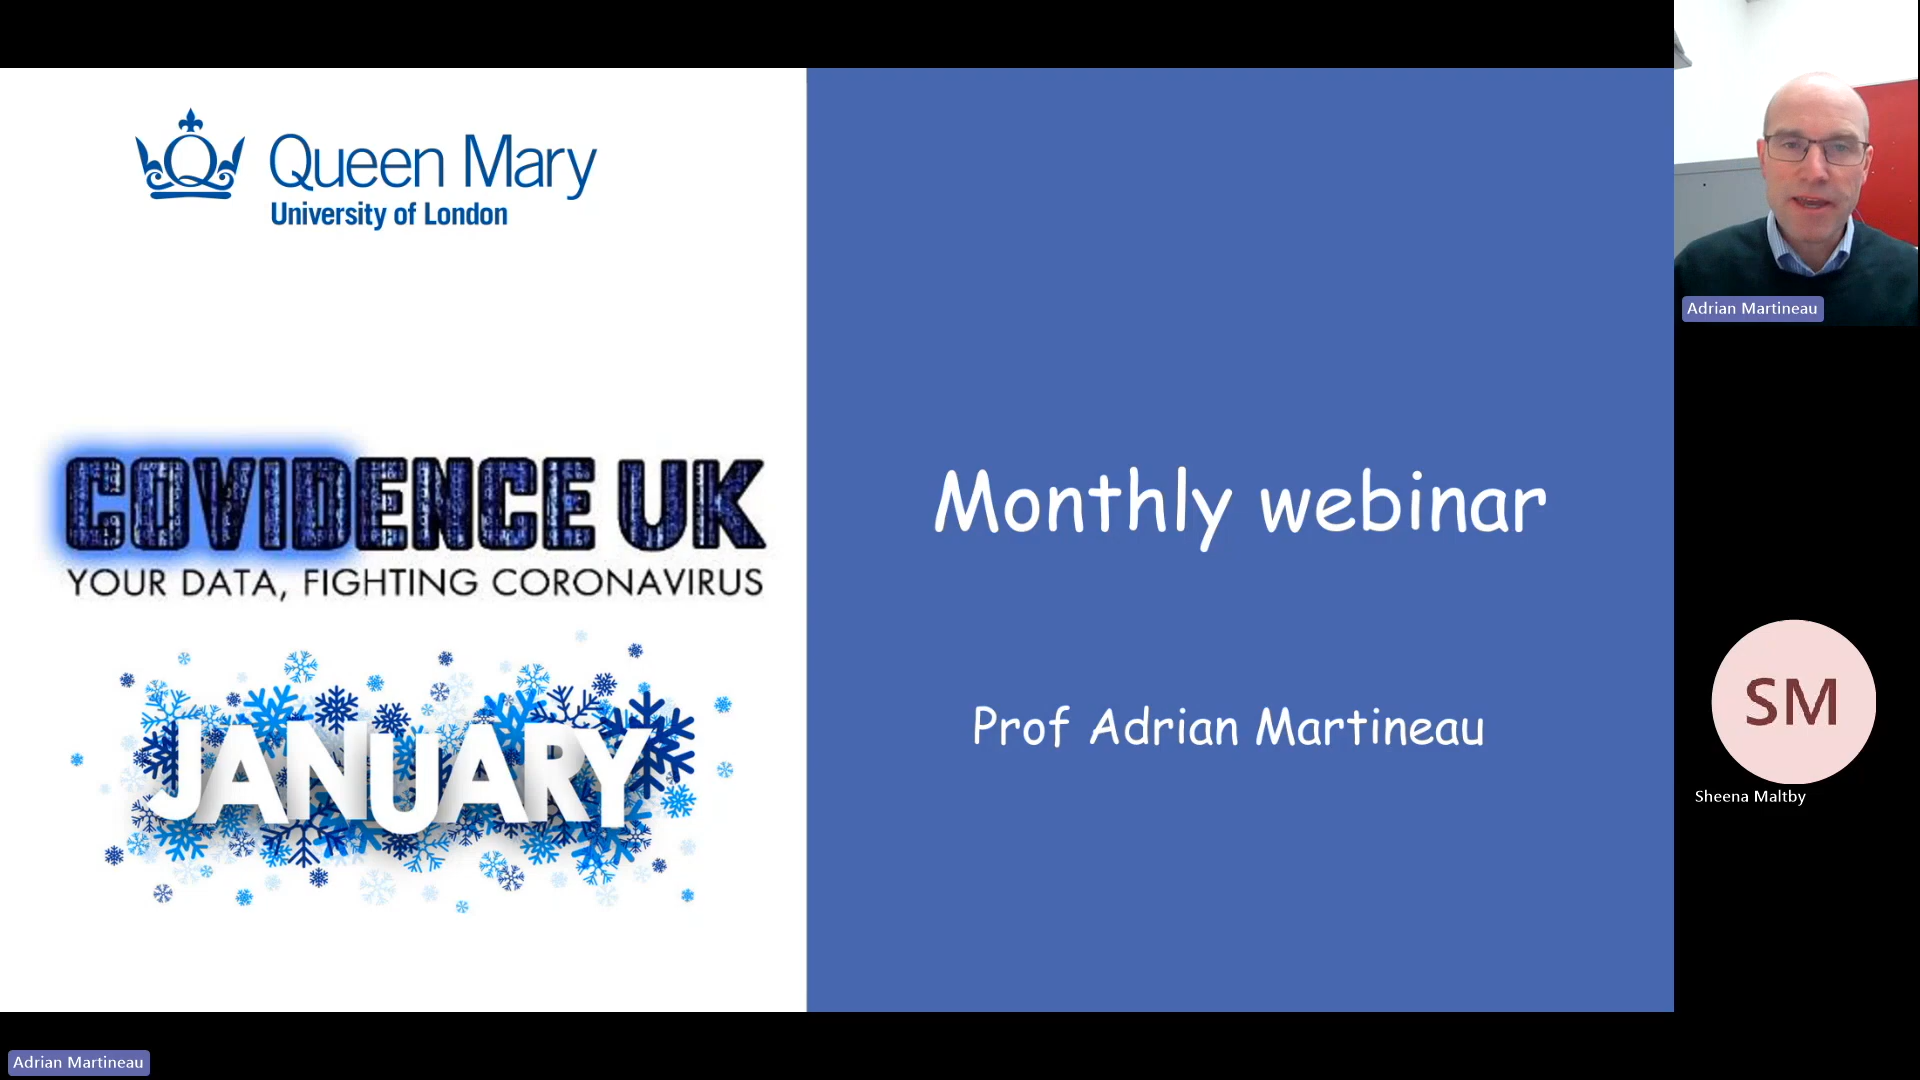 Queen Mary
University of London
COVIDENCE UK
YOUR DATA, FIGHTING CORONAVIRUS
JANUARY
Monthly webinar
Prof Adrian Martineau
Adrian Martineau
SM
Sheena Maltby
Adrian Martineau